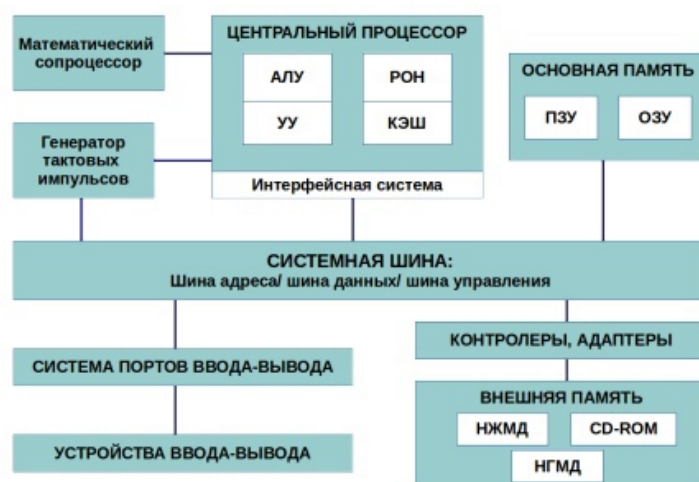 Математический
сопроцессор
ЦЕНТРАЛЬНЫЙ ПРОЦЕССОР
АЛУ
РОН
УУ
КЭШ
Интерфейсная система
ОСНОВНАЯ ПАМЯТЬ
ПЗУ
ОЗУ
Генератор
тактовых
импульсов
СИСТЕМНАЯ ШИНА:
Шина адреса/ шина данных/ шина управления
СИСТЕМА ПОРТОВ ВВОДА-ВЫВОДА
УСТРОЙСТВА ВВОДА-ВЫВОДА
КОНТРОЛЕРЫ, АДАПТЕРЫ
ВНЕШНЯЯ ПАМЯТЬ
НЖМД
CD-ROM
НГМД